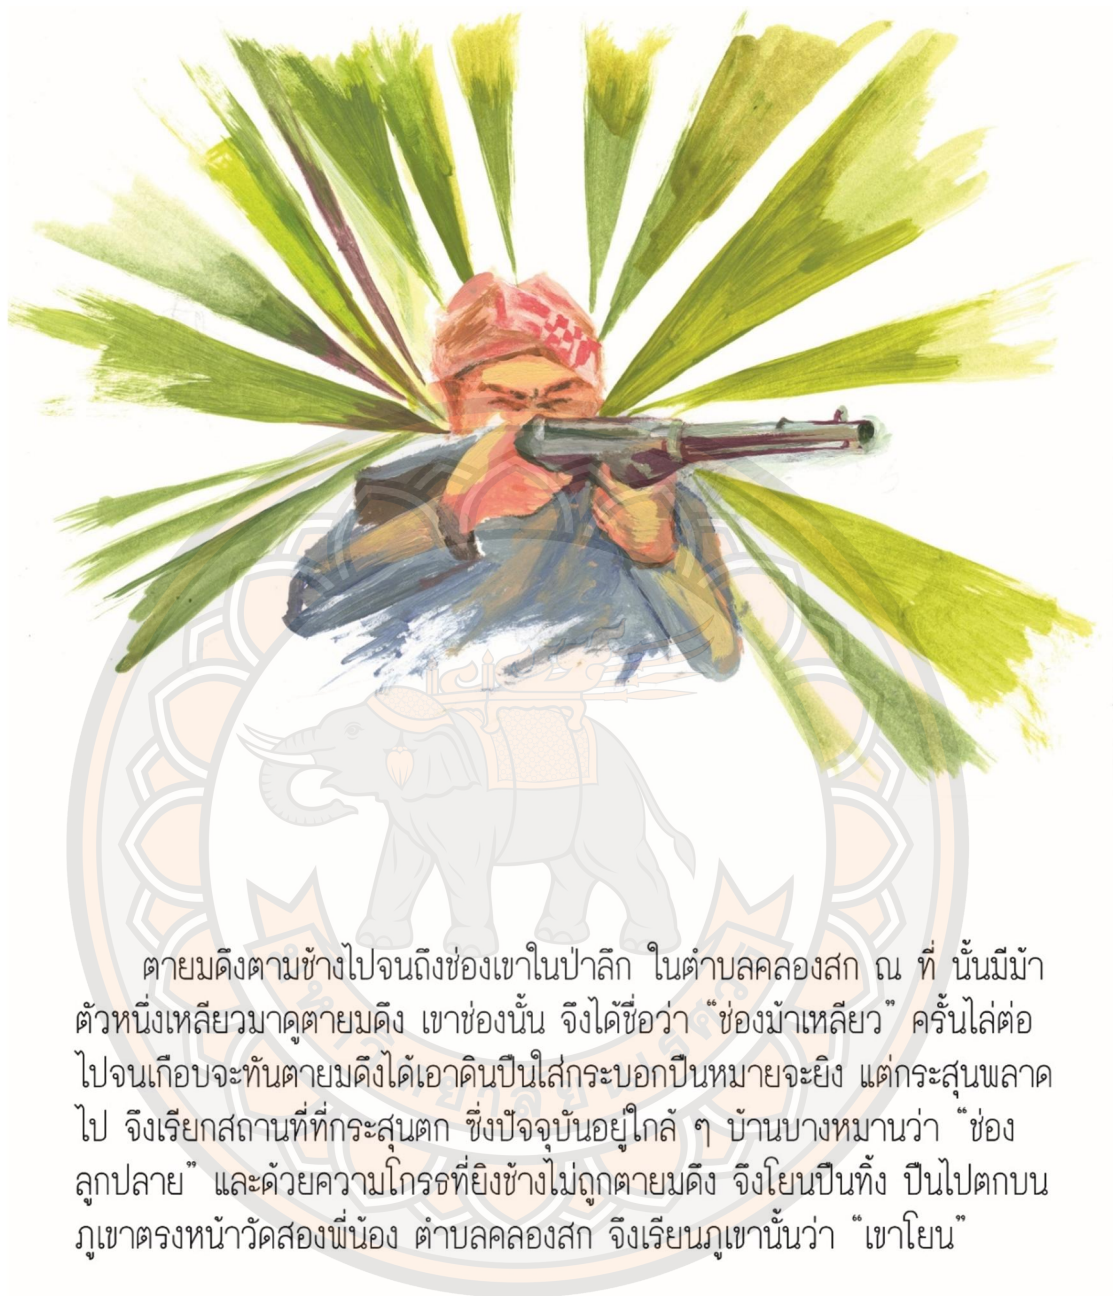 ตายมดึงตามช้างไปจนถึงช่องเขาในป่าลึก ในตำบลคลองสก ณ ที่ นั้นมีม้า
ตัวหนึ่งเหลียวมาดูตายมดึง เขาช่องนั้น จึงได้ชื่อว่า “ช่องม้าเหลียว” ครั้นไล่ต่อ
ไปจนเกือบจะทันตายมดึงได้เอาดินปืนใส่กระบอกปืนหมายจะยิง แต่กระสุนพลาด
ไป จึงเรียกสถานที่ที่กระสุนตก ซึ่งปัจจุบันอยู่ใกล้ ๆ บ้านบางหมานว่า “ช่อง
ลูกปลาย” และด้วยความโกรธที่ยิงช้างไม่ถูกตายมดึง จึงโยนปืนทิ้ง ปืนไปตกบน
ภูเขาตรงหน้าวัดสองพี่น้อง ตำบลคลองสก จึงเรียนภูเขานั้นว่า “เขาโยน”